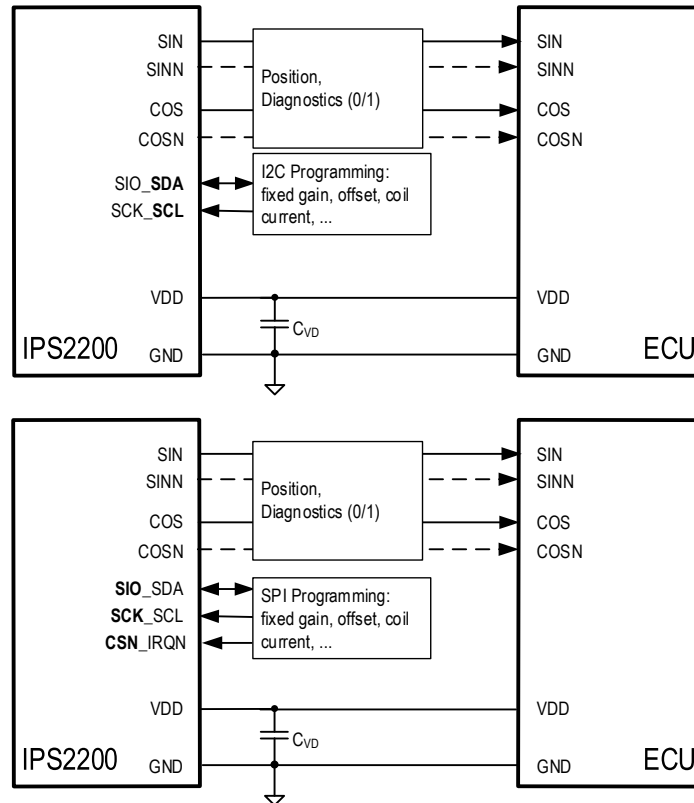 SIN
SINN
COS
COSN
SIO_SDA
SCK_SCL
VDD
GND
IPS2200
Position,
Diagnostics (0/1)
I2C Programming:
fixed gain, offset, coil
current, ...
CVD
SIN
SINN
COS
COSN
VDD
GND
ECU
SIN
SINN
COS
COSN
SIO_SDA
SCK_SCL
CSN_IRQN
VDD
GND
IPS2200
Position,
Diagnostics (0/1)
SPI Programming:
fixed gain, offset, coil
current, ...
CVD
SIN
SINN
COS
COSN
VDD
GND
ECU